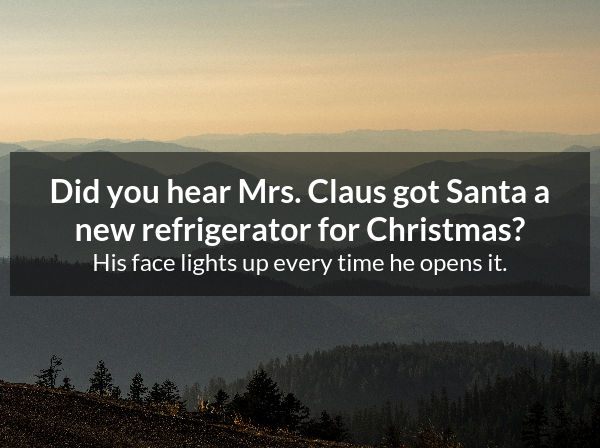 Did you hear Mrs. Claus got Santa a
new refrigerator for Christmas?
His face lights up every time he opens it.